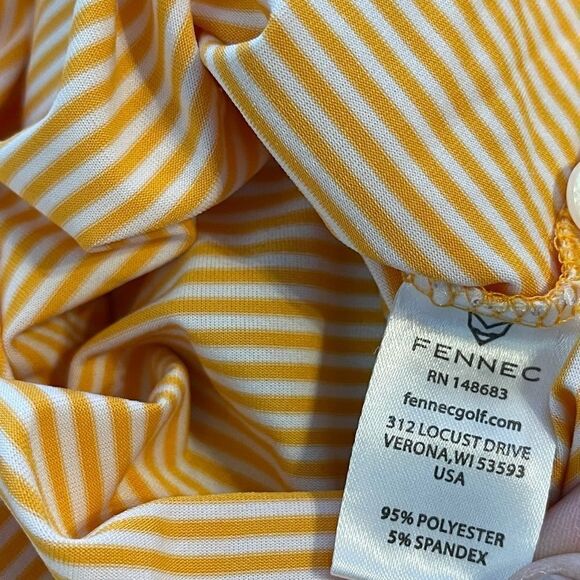 FENNEC
RN 148683
fennecgolf.com
312 LOCUST DRIVE
VERONA, WI 53593
USA
95% POLYESTER
5% SPANDEX